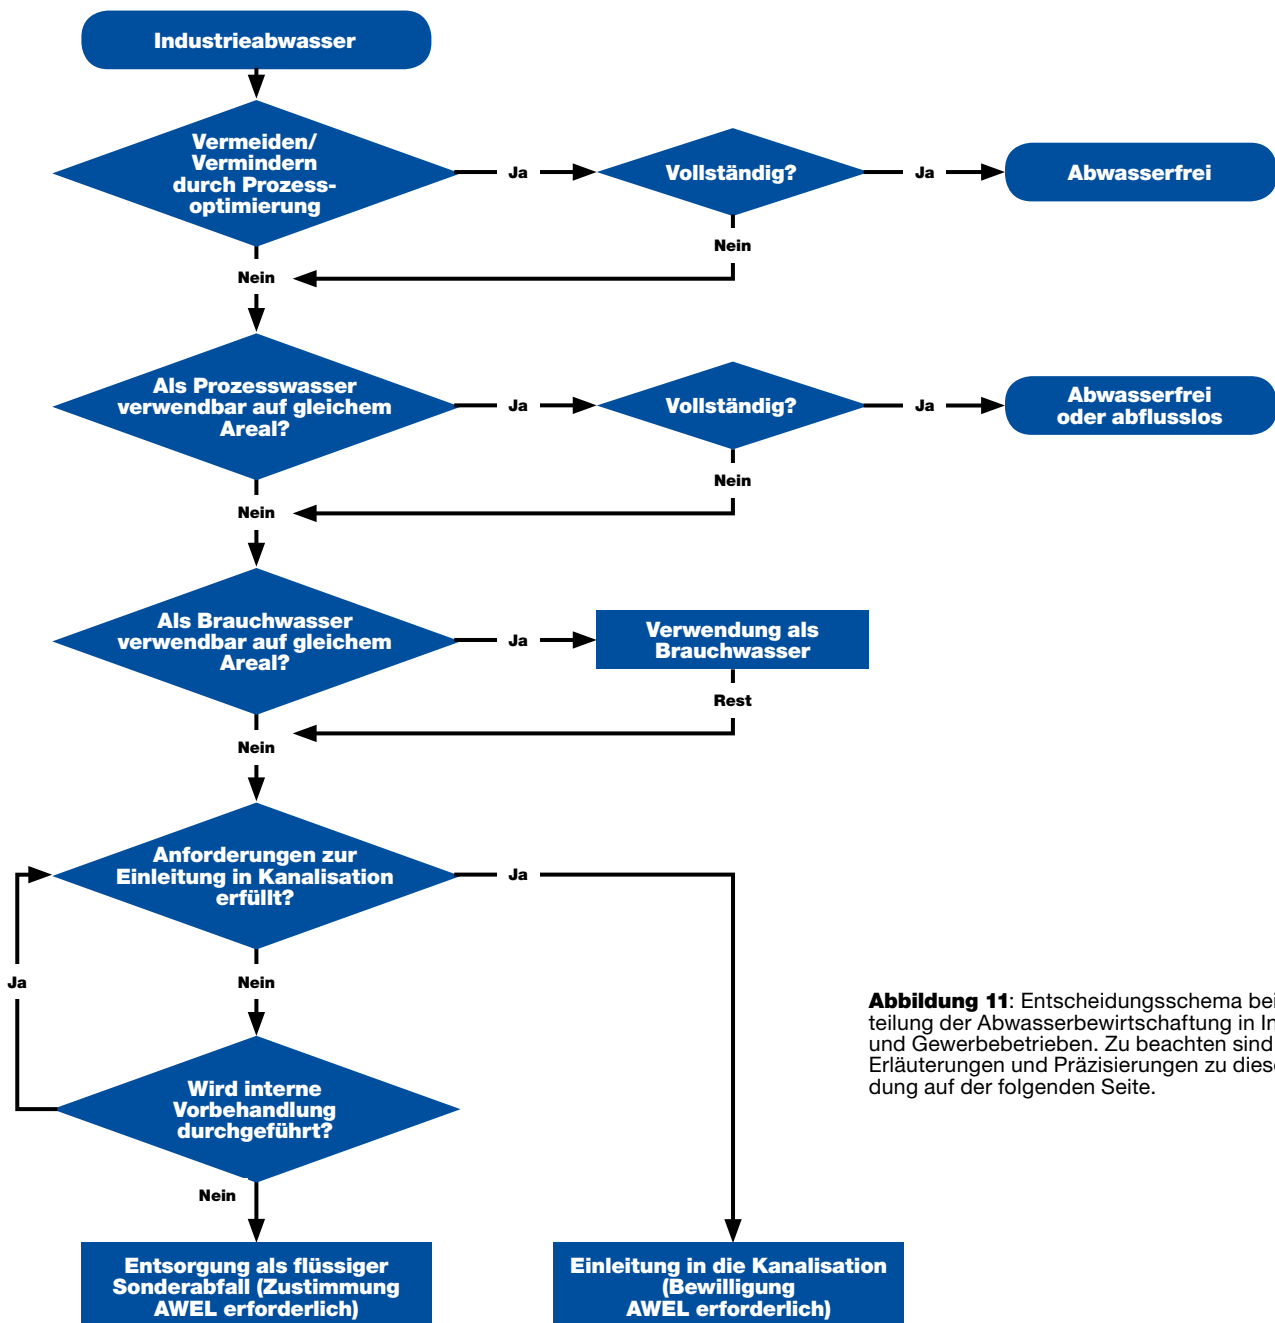 Industrieabwasser
Vermeiden/
Vermindern
durch Prozess-
optimierung
Ja
Vollständig?
Ja
Abwasserfrei
Nein
Nein
Als Prozesswasser
verwendbar auf gleichem
Areal?
Ja
Vollständig?
Ja
Abwasserfrei
oder abflusslos
Nein
Nein
Als Brauchwasser
verwendbar auf gleichem
Areal?
Ja
Verwendung als
Brauchwasser
Rest
Nein
Anforderungen zur
Einleitung in Kanalisation
erfüllt?
Ja
Ja
Nein
Wird interne
Vorbehandlung
durchgeführt?
Nein
Entsorgung als flüssiger
Sonderabfall (Zustimmung
AWEL erforderlich)
Einleitung in die Kanalisation
(Bewilligung
AWEL erforderlich)
Abbildung 11: Entscheidungsschema bei
teilung der Abwasserbewirtschaftung in
und Gewerbebetrieben. Zu beachten sind
Erläuterungen und Präzisierungen zu
dung auf der folgenden Seite.